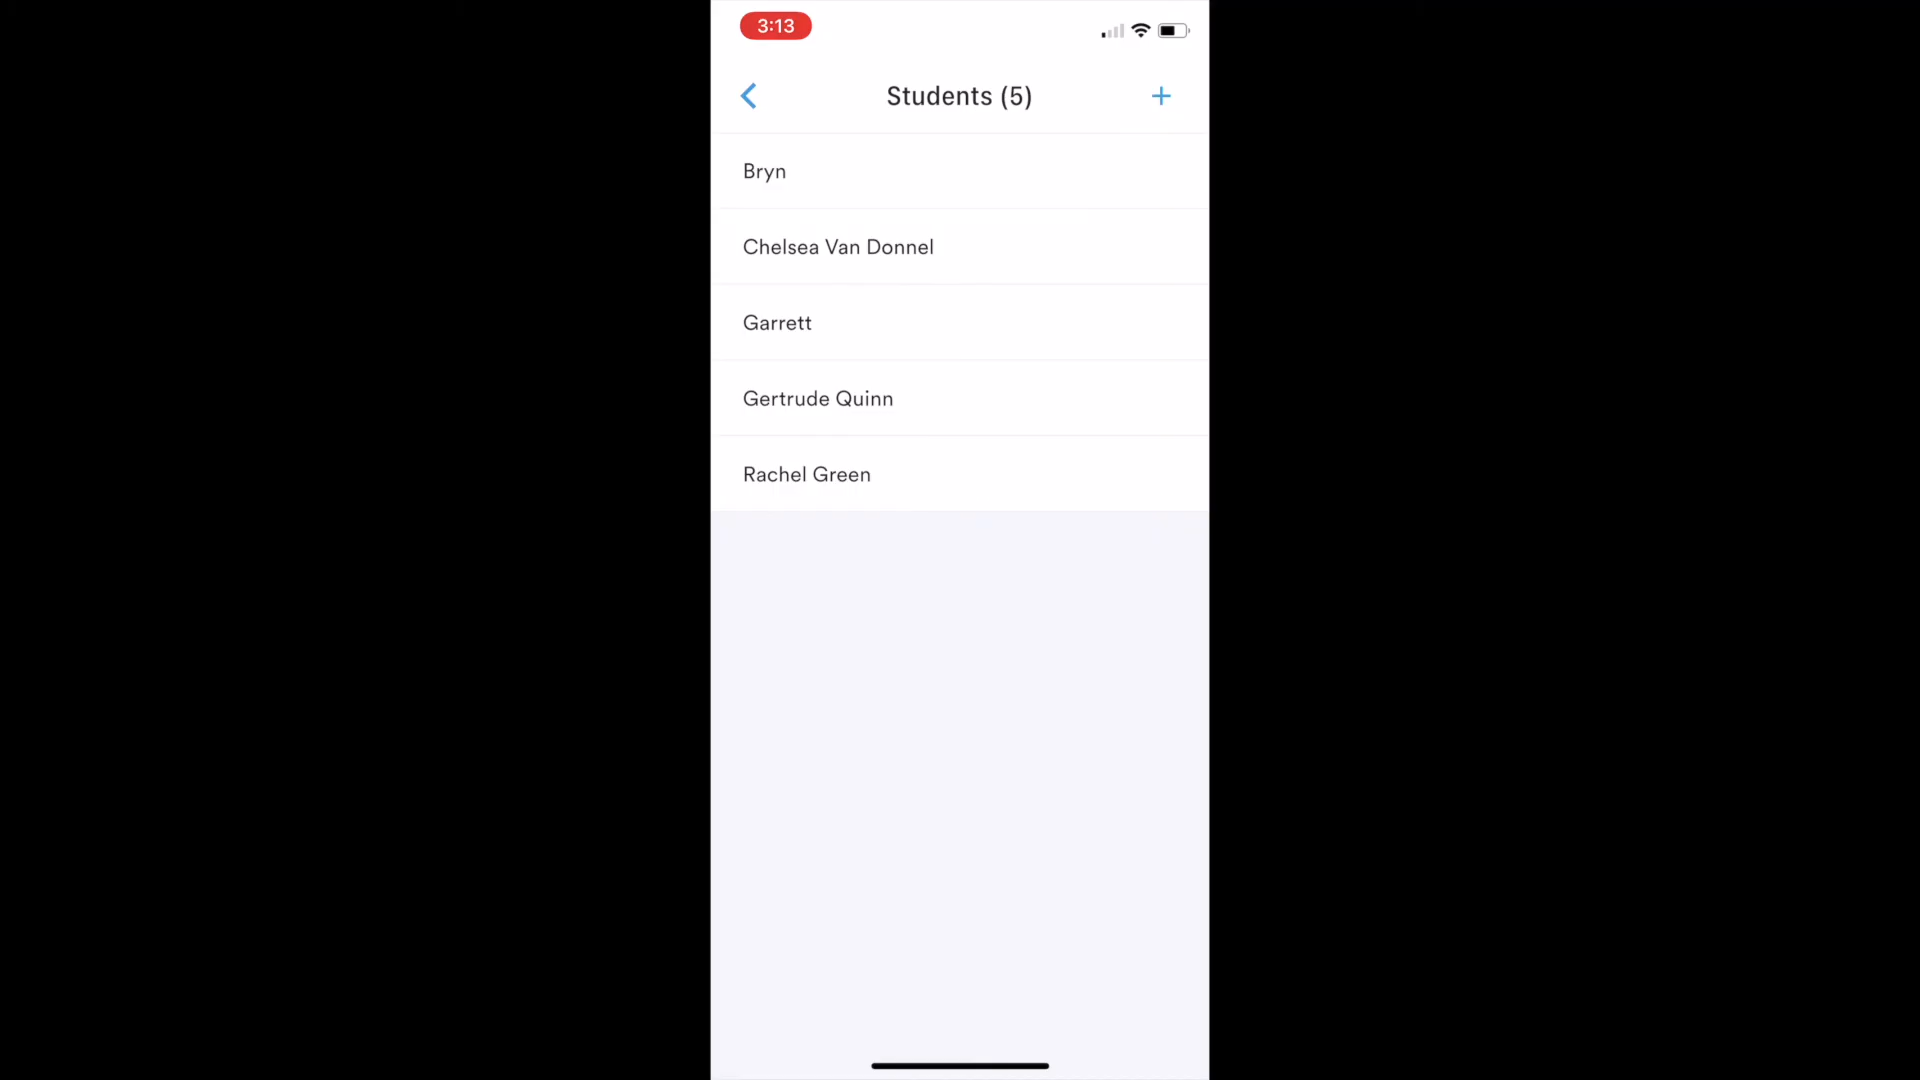 3:13
Students (5)
Bryn
Chelsea Van Donnel
Garrett
Gertrude Quinn
Rachel Green